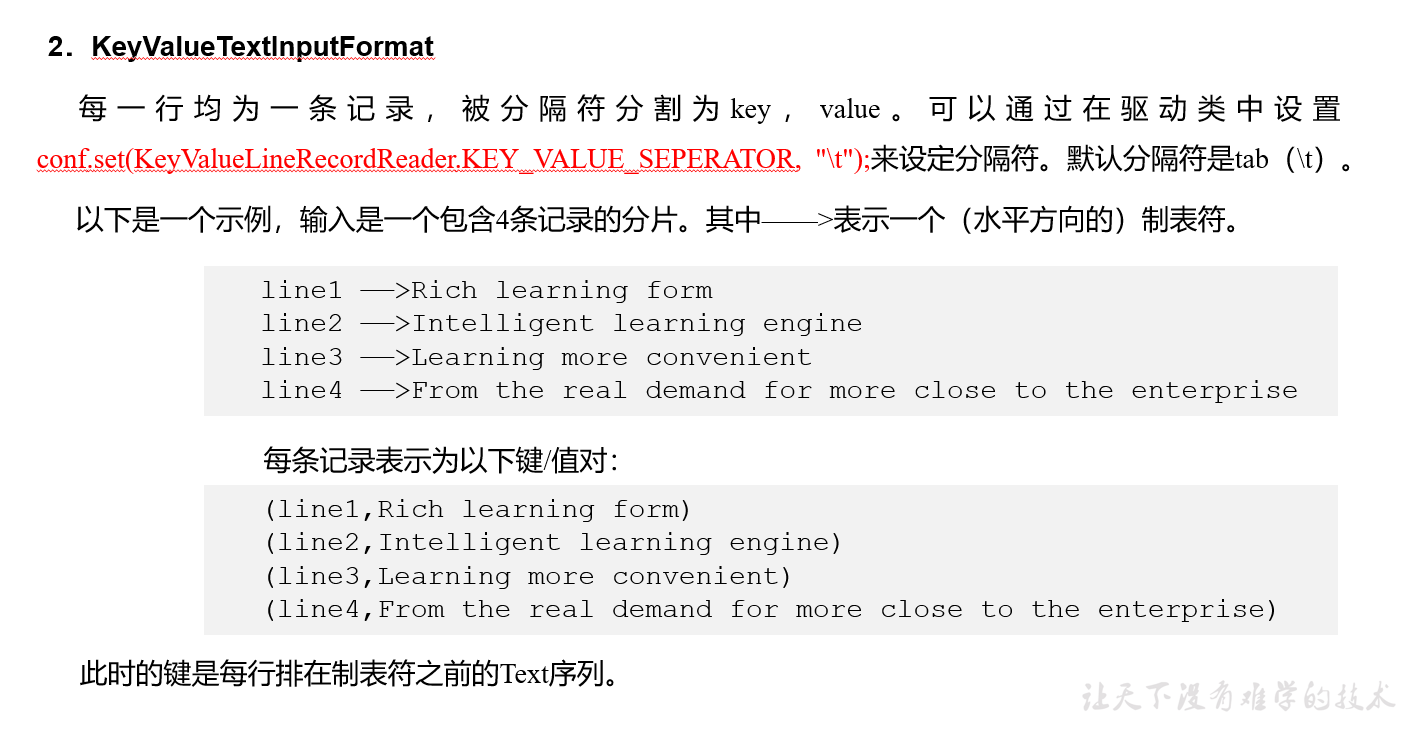 2. KeyValueTextInputFormat
每一行均为一条记录，被分隔符分割为key，value。可以通过在驱动类中设置
conf.set(KeyValueLineRecordReader.KEY_VALUE_SEPERATOR, "\t");来设定分隔符。默认分隔符是tab（\t）。
以下是一个示例，输入是一个包含4条记录的分片。其中——>表示一个（水平方向的）制表符。
line1 ——>Rich learning form
line2 ——>Intelligent learning engine
line3 ——>Learning more convenient
line4 ——>From the real demand for more close to the enterprise
每条记录表示为以下键/值对：
(line1,Rich learning form)
(line2,Intelligent learning engine)
(line3,Learning more convenient)
(line4,From the real demand for more close to the enterprise)
此时的键是每行排在制表符之前的Text序列。
让天下没有难学的技术